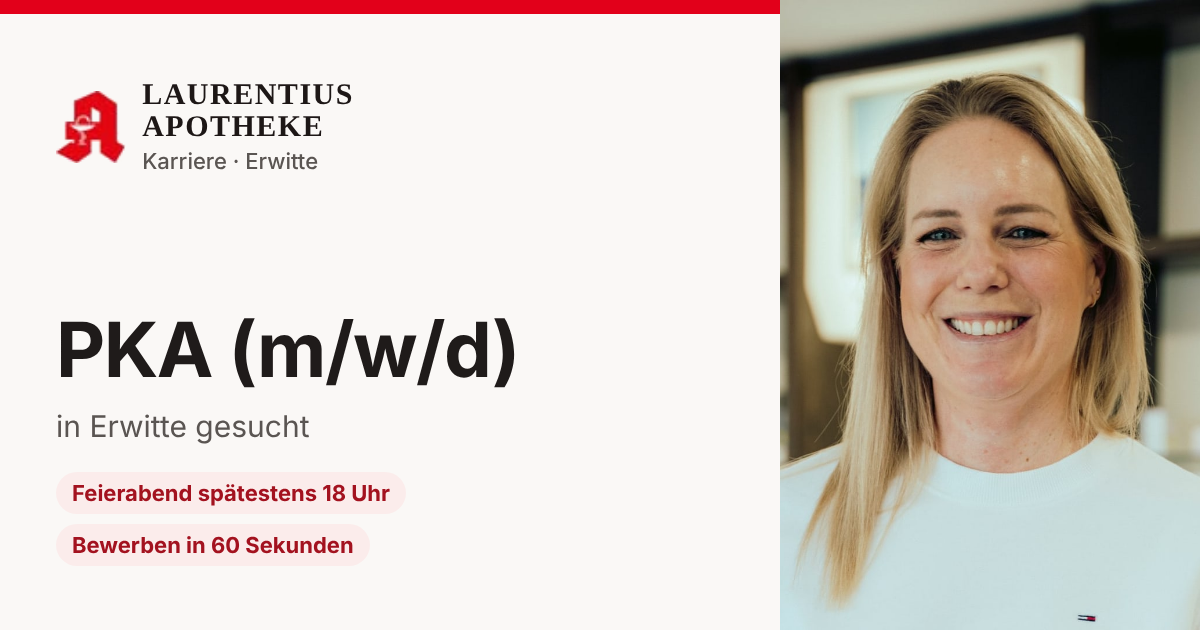 LAURENTIUS
APOTHEKE
Karriere · Erwitte
PKA (m/w/d)
in Erwitte gesucht
Feierabend spätestens 18 Uhr
Bewerben in 60 Sekunden